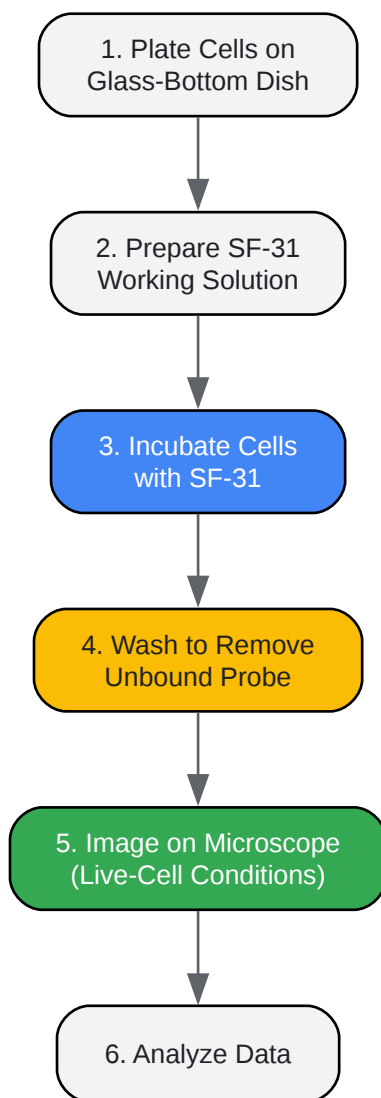 1. Plate Cells on
Glass-Bottom Dish
2. Prepare SF-31
Working Solution
3. Incubate Cells
with SF-31
4. Wash to Remove
Unbound Probe
5. Image on Microscope
(Live-Cell Conditions)
6. Analyze Data